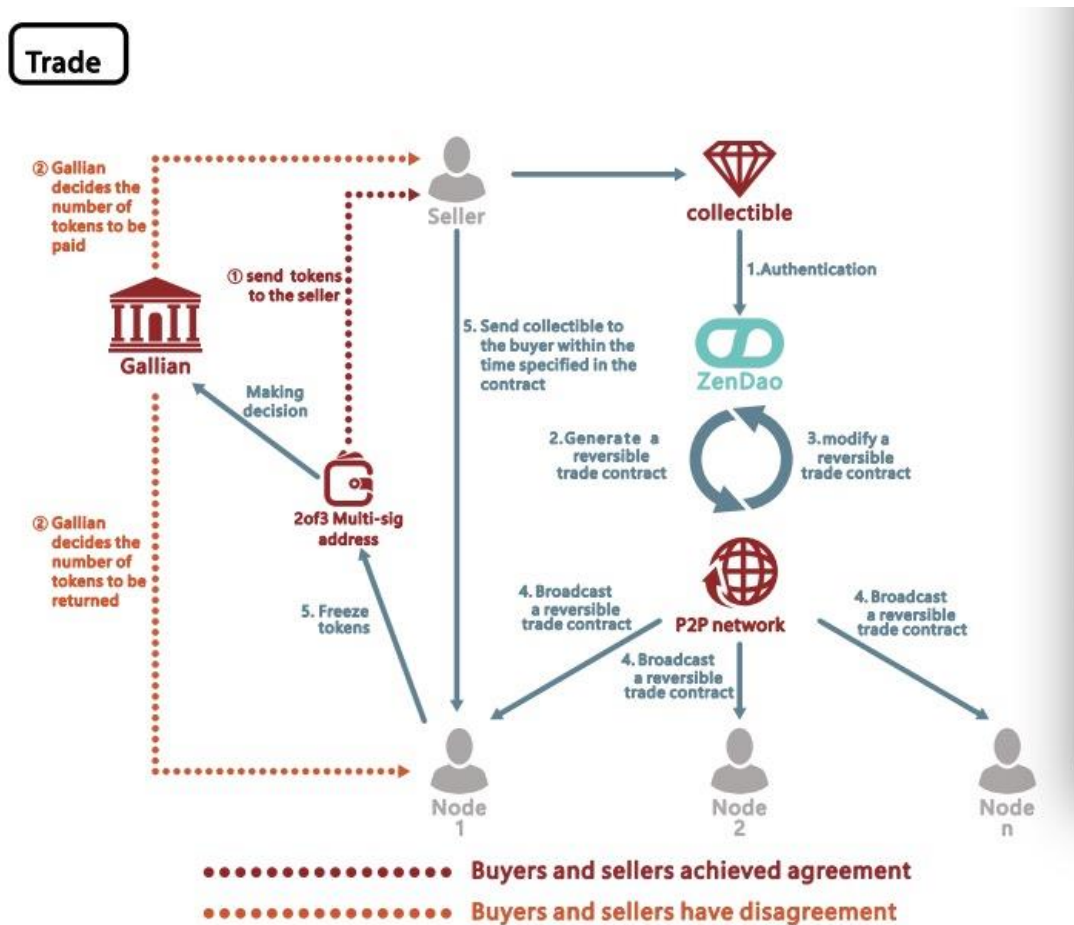 Trade
② Gallian
decides the
number of
tokens to be
paid
Seller
collectible
① send tokens
to the seller
1.Authentication
Gallian
5. Send collectible to
the buyer within the
time specified in the
contract
ZenDao
Making
decision
2.Generate a
reversible
trade contract
3.modify a
reversible
trade contract
2of3 Multi-sig
address
② Gallian
decides the
number of
tokens to be
returned
5. Freeze
tokens
4. Broadcast
a reversible
trade contract
P2P network
4. Broadcast
a reversible
trade contract
4. Broadcast
a reversible
trade contract
Node
1
Node
2
Node
n
Buyers and sellers achieved agreement
Buyers and sellers have disagreement